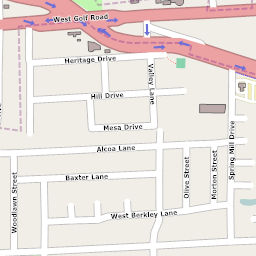 West Golf Road
Heritage Drive
Valley Lane
Hill Drive
Mesa Drive
Alcoa Lane
Spring Mill Drive
Baxter Lane
Olive Street
Morton Street
Woodlawn Street
West Berkley Lane